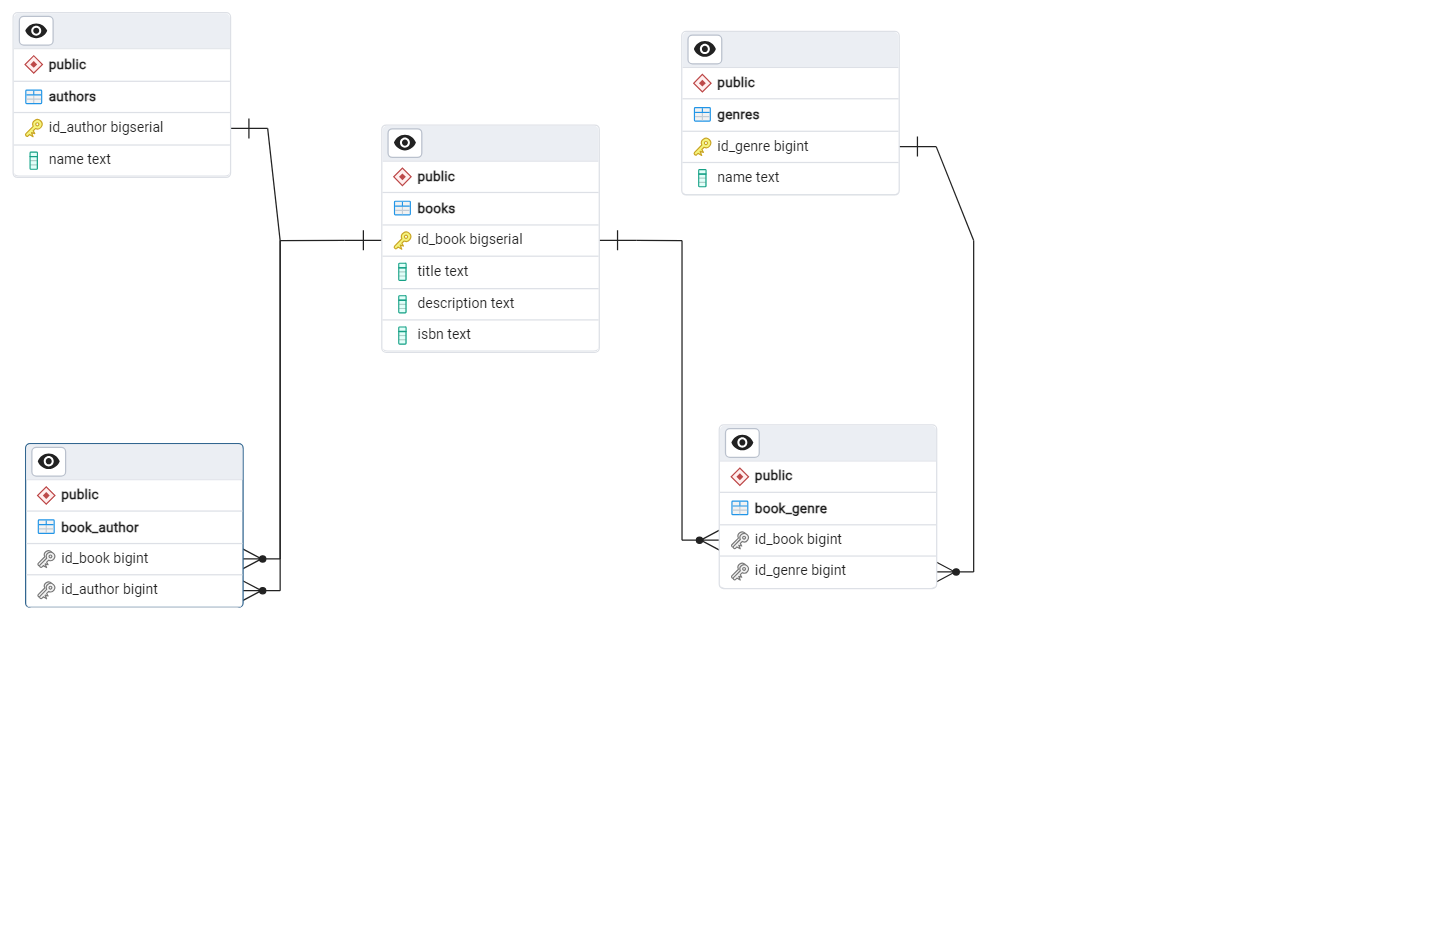 public
authors
id_author bigserial
name text
public
books
id_book bigserial
title text
description text
isbn text
public
genres
id_genre bigint
name text
public
book_author
id_book bigint
id_author bigint
public
book_genre
id_book bigint
id_genre bigint